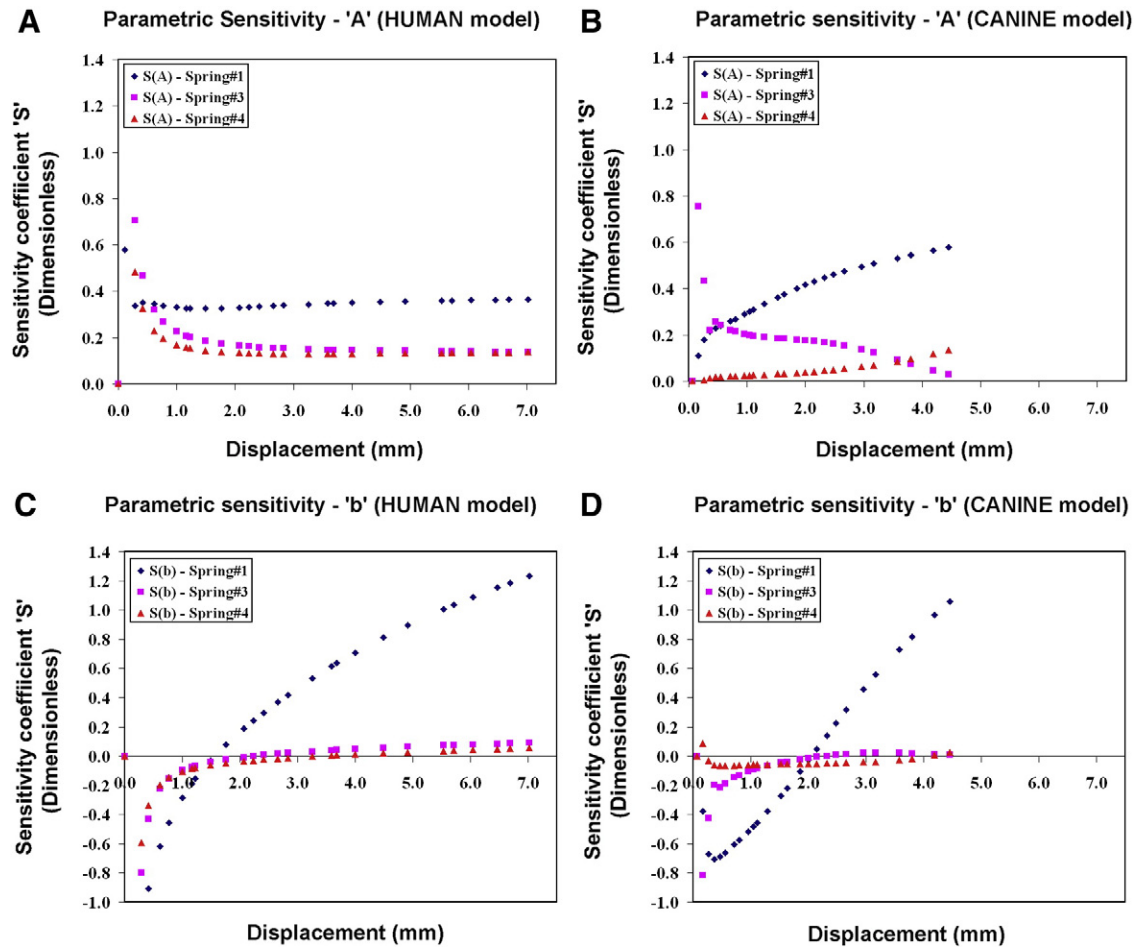 A
Parametric Sensitivity - 'A' (HUMAN model)
Sensitivity coeffiicient 'S'
(Dimensionless)
1.4
1.2
1.0
0.8
0.6
0.4
0.2
0.0
S(A) - Spring#1
S(A) - Spring#3
S(A) - Spring#4
0.0 1.0 2.0 3.0 4.0 5.0 6.0 7.0
Displacement (mm)
B
Parametric sensitivity - 'A' (CANINE model)
Sensitivity coeffiicient 'S'
(Dimensionless)
1.4
1.2
1.0
0.8
0.6
0.4
0.2
0.0
S(A) - Spring#1
S(A) - Spring#3
S(A) - Spring#4
0.0 1.0 2.0 3.0 4.0 5.0 6.0 7.0
Displacement (mm)
C
Parametric sensitivity - 'b' (HUMAN model)
Sensitivity coeffiicient 'S'
(Dimensionless)
1.4
1.2
1.0
0.8
0.6
0.4
0.2
0.0
-0.2
-0.4
-0.6
-0.8
-1.0
S(b) - Spring#1
S(b) - Spring#3
S(b) - Spring#4
0.0 1.0 2.0 3.0 4.0 5.0 6.0 7.0
Displacement (mm)
D
Parametric sensitivity - 'b' (CANINE model)
Sensitivity coeffiicient 'S'
(Dimensionless)
1.4
1.2
1.0
0.8
0.6
0.4
0.2
0.0
-0.2
-0.4
-0.6
-0.8
-1.0
S(b) - Spring#1
S(b) - Spring#3
S(b) - Spring#4
0.0 1.0 2.0 3.0 4.0 5.0 6.0 7.0
Displacement (mm)